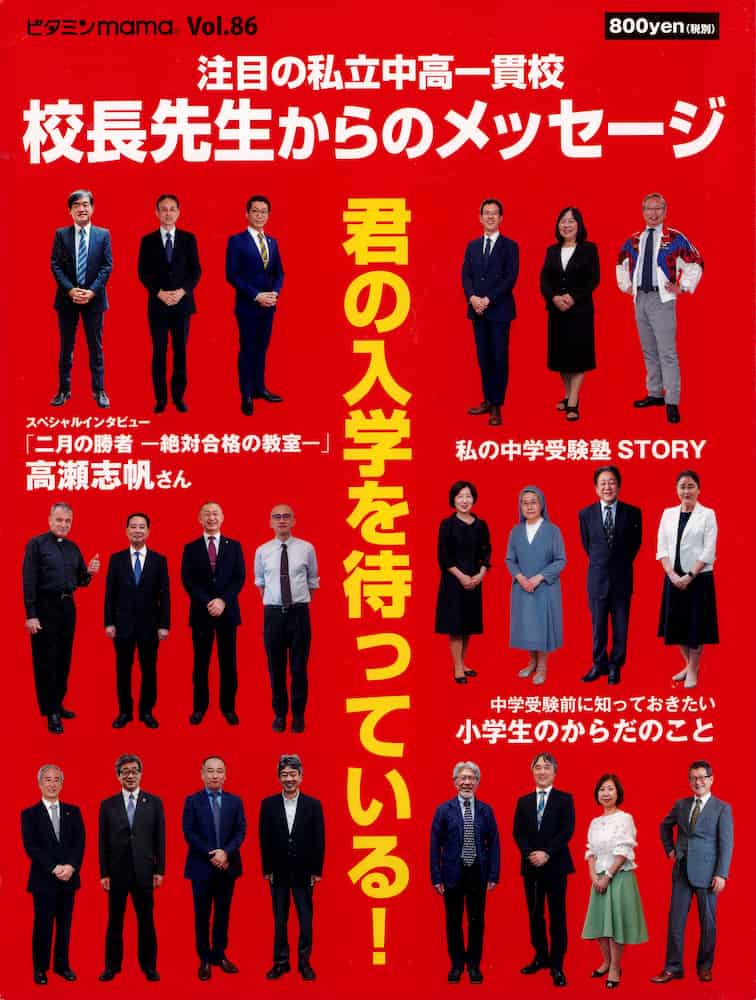 ビタミンmama Vol.86
800yen(税別)
注目の私立中高一貫校
校長先生からのメッセージ
君の入学を待っている!
スペシャルインタビュー
「二月の勝者 ―絶対合格の教室―」
高瀬志帆さん
私の中学受験塾 STORY
中学受験前に知っておきたい
小学生のからだのこと